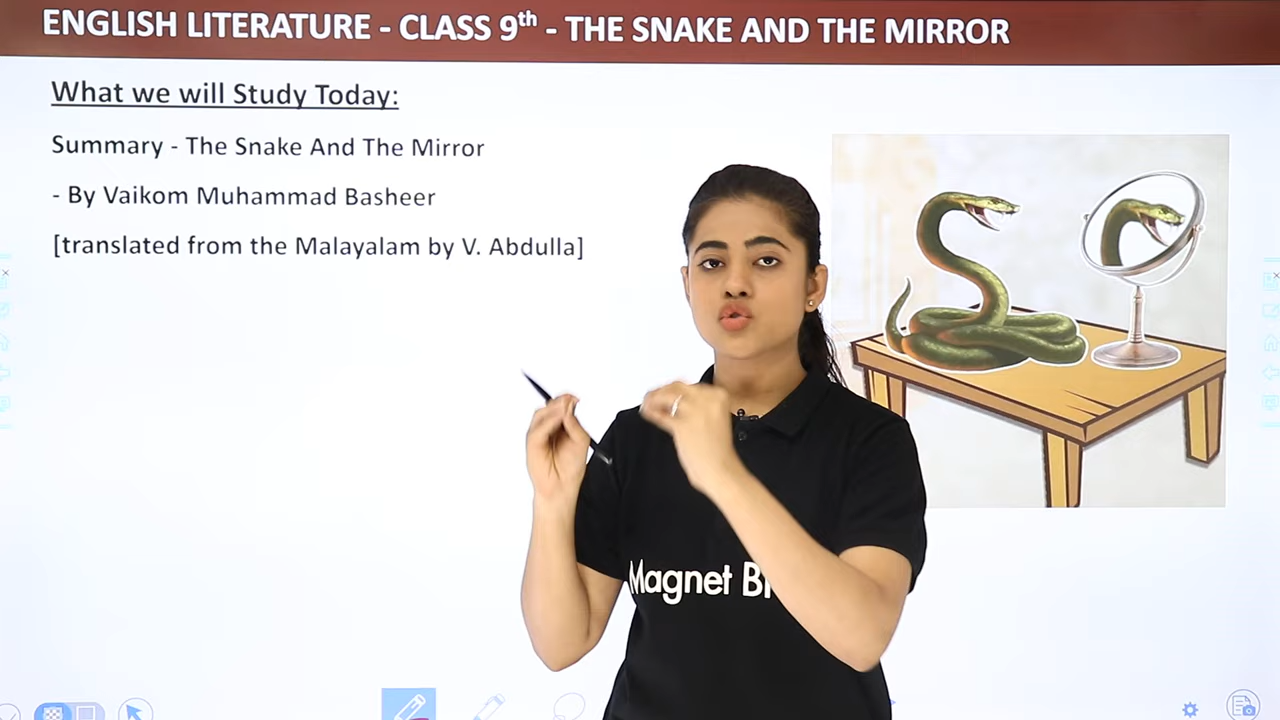 ENGLISH LITERATURE - CLASS 9th - THE SNAKE AND THE MIRROR
What we will Study Today:
Summary - The Snake And The Mirror
- By Vaikom Muhammad Basheer
[translated from the Malayalam by V. Abdulla]
Magnet